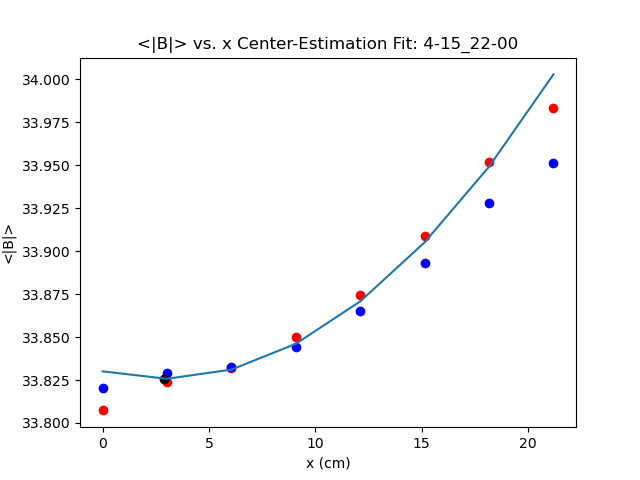 <|B|> vs. x Center-Estimation Fit: 4-15_22-00
34.000
33.975
33.950
33.925
33.900
33.875
33.850
33.825
33.800
<|B|>
0 5 10 15 20
x (cm)